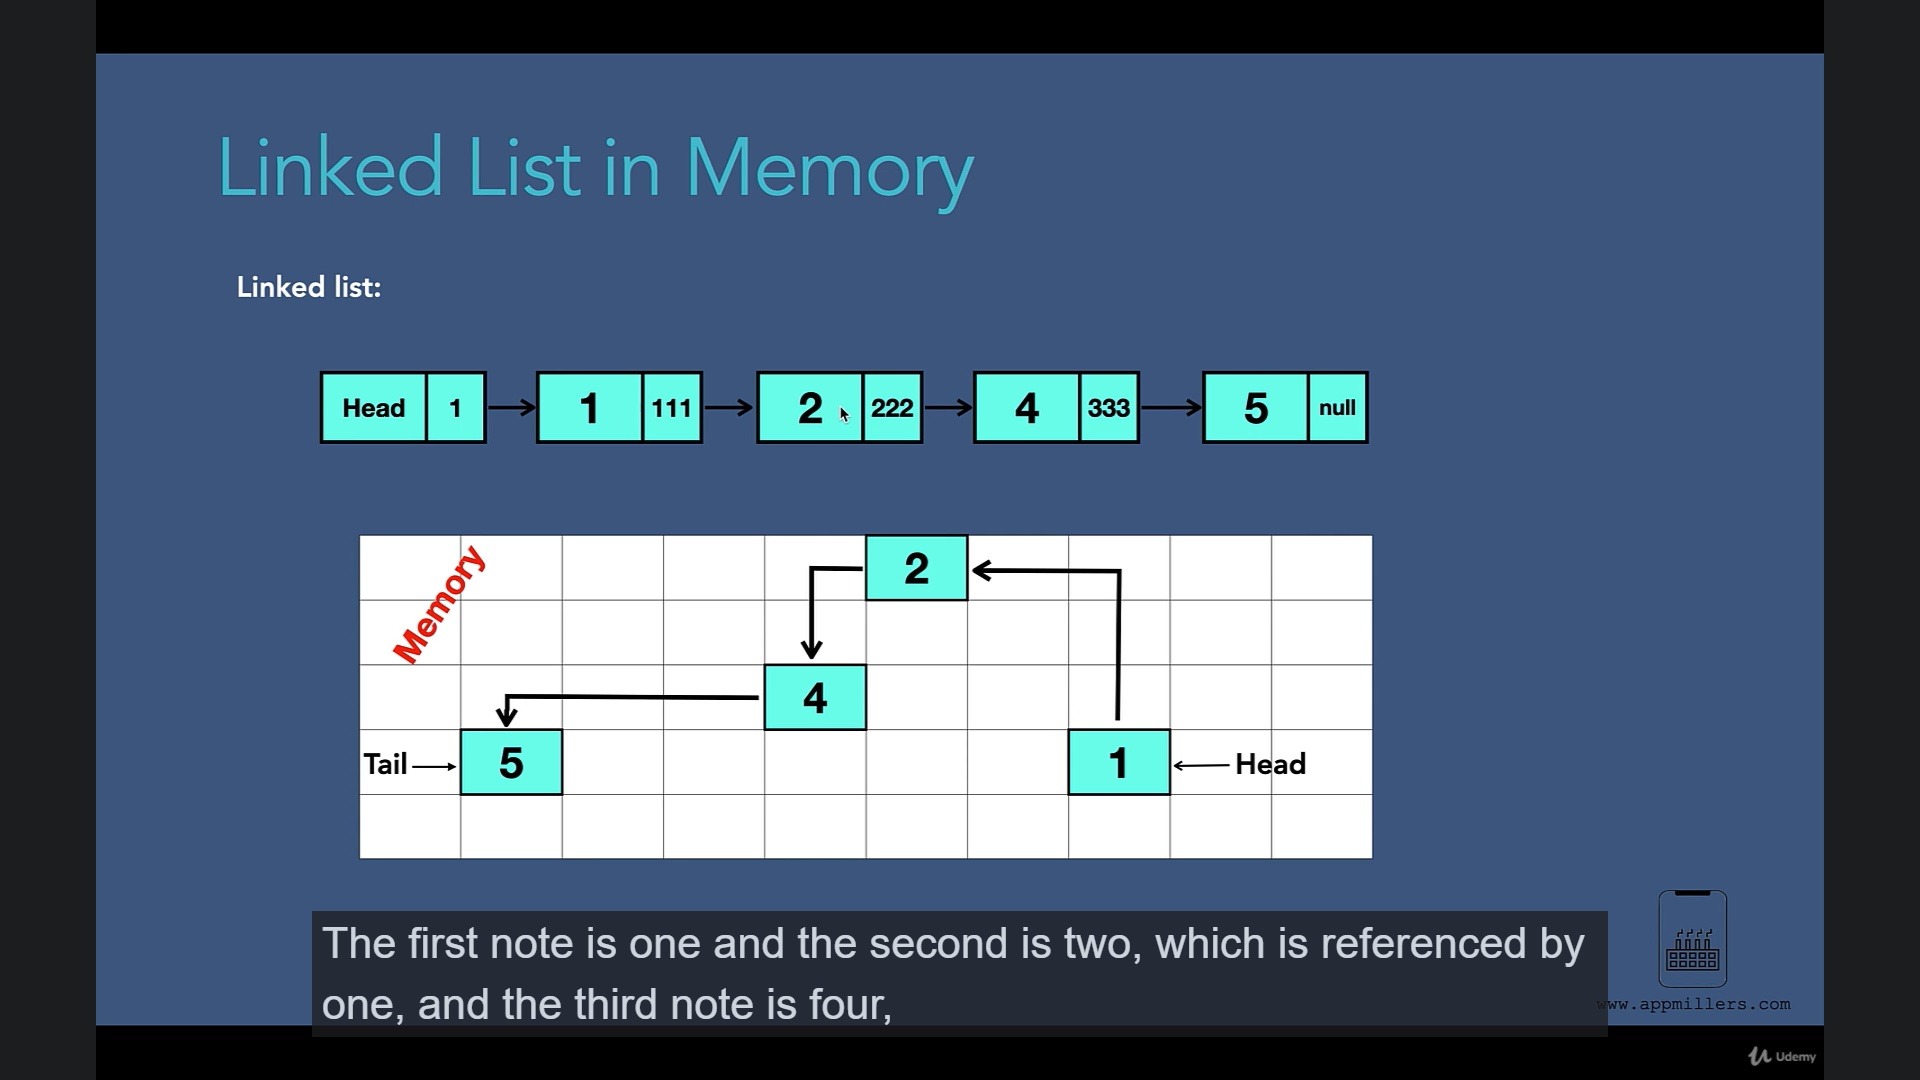 Linked List in Memory
Linked list:
Head 1 1 111 2 222 4 333 5 null
Memory
2
4
Tail 5 1 Head
The first note is one and the second is two, which is referenced by
one, and the third note is four,
www.appmillers.com
Udemy